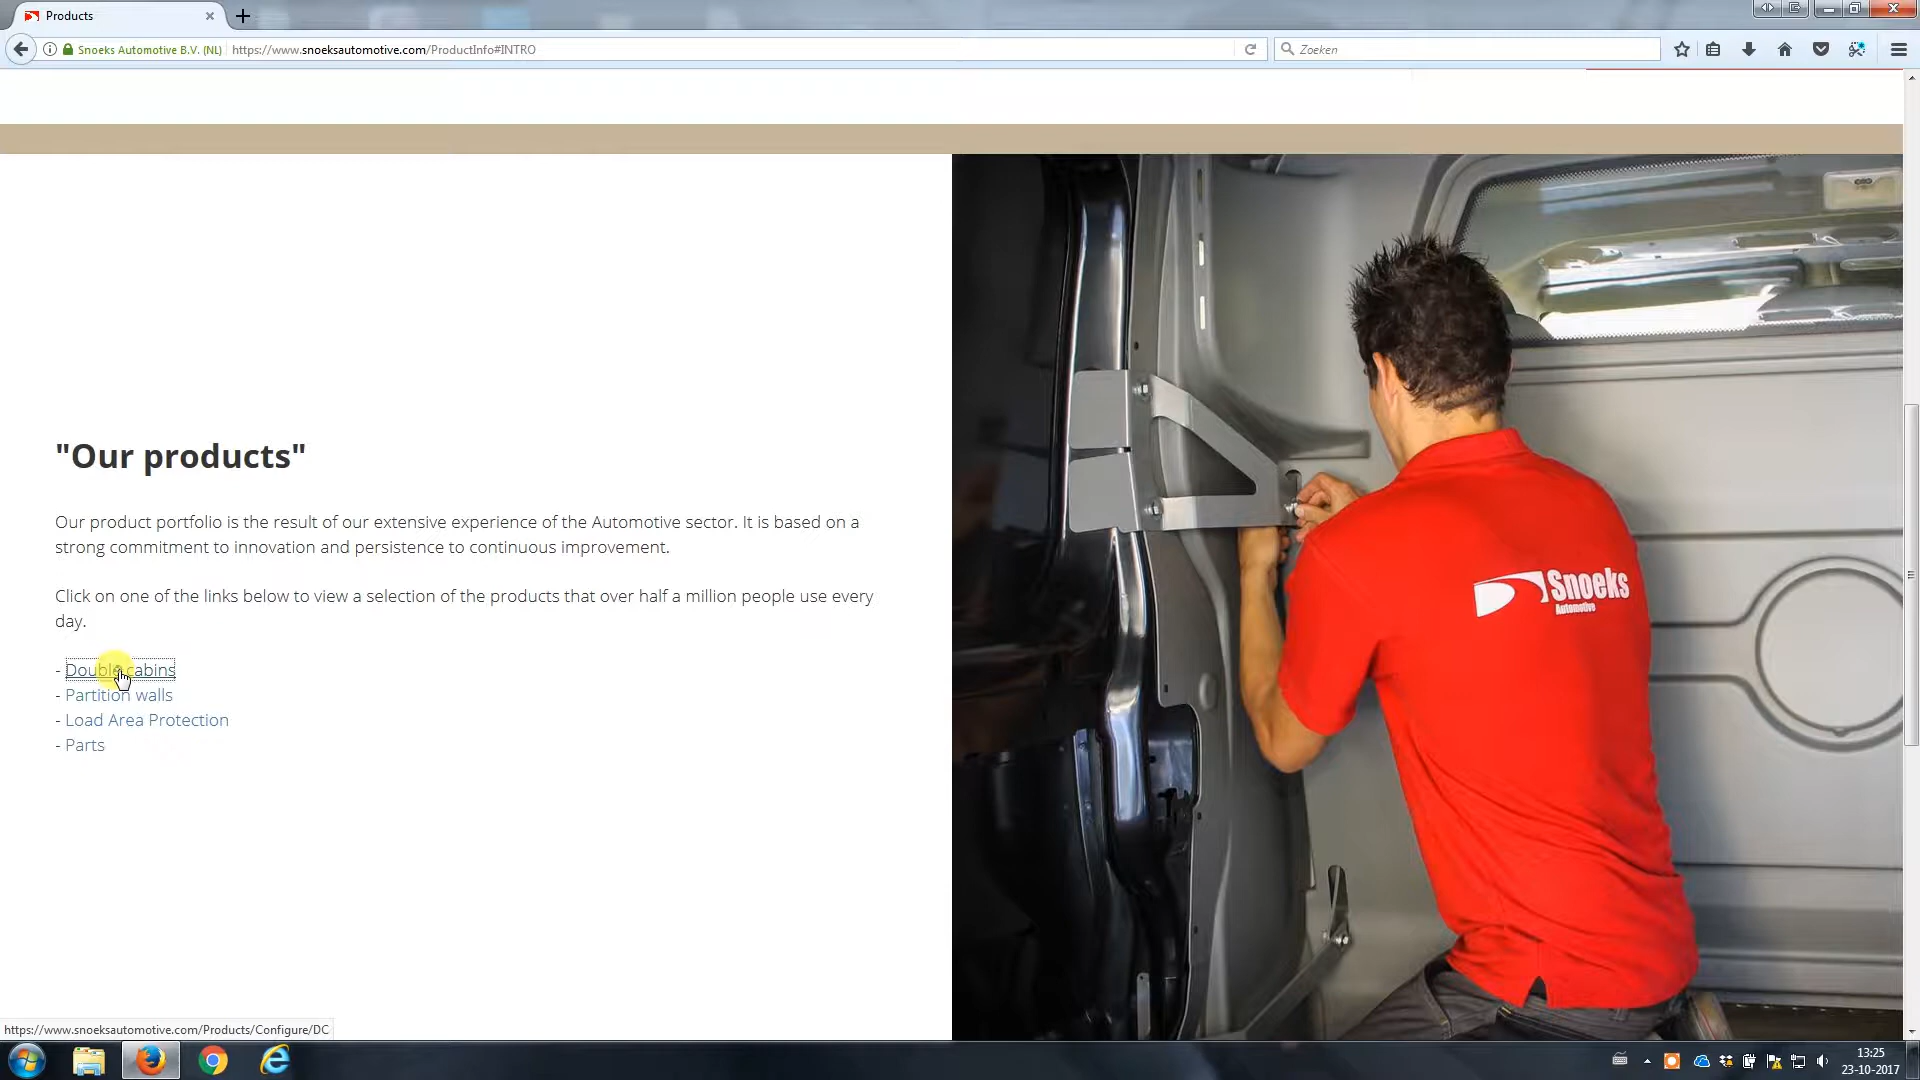 Products
Snoeks Automotive B.V. (NL)
https://www.snoeksautomotive.com/ProductInfo#INTRO
Zoeken
"Our products"
Our product portfolio is the result of our extensive experience of the Automotive sector. It is based on a
strong commitment to innovation and persistence to continuous improvement.
Click on one of the links below to view a selection of the products that over half a million people use every
day.
- Double cabins
- Partition walls
- Load Area Protection
- Parts
Snoeks
Automotive
https://www.snoeksautomotive.com/Products/Configure/DC
13:25
23-10-2017